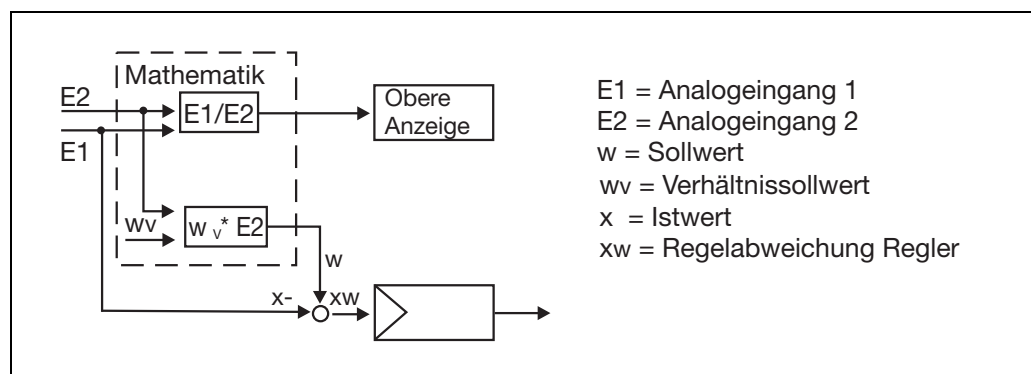 Mathematik
E2
E1
E1/E2
Obere
Anzeige
wv
w v* E2
w
x-
xw
E1 = Analogeingang 1
E2 = Analogeingang 2
w = Sollwert
wv = Verhältnissollwert
x = Istwert
xw = Regelabweichung Regler